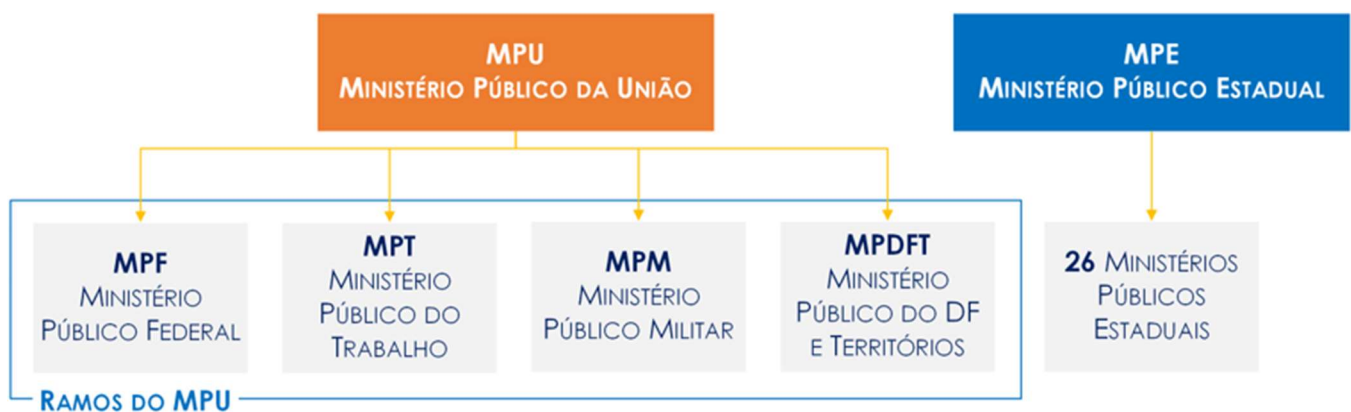 MPU
MINISTÉRIO PÚBLICO DA UNIÃO
MPE
MINISTÉRIO PÚBLICO ESTADUAL
MPF
MINISTÉRIO
PÚBLICO FEDERAL
MPT
MINISTÉRIO
PÚBLICO DO
TRABALHO
MPM
MINISTÉRIO
PÚBLICO MILITAR
MPDFT
MINISTÉRIO
PÚBLICO DO DF
E TERRITÓRIOS
26 MINISTÉRIOS
PÚBLICOS
ESTADUAIS
RAMOS DO MPU